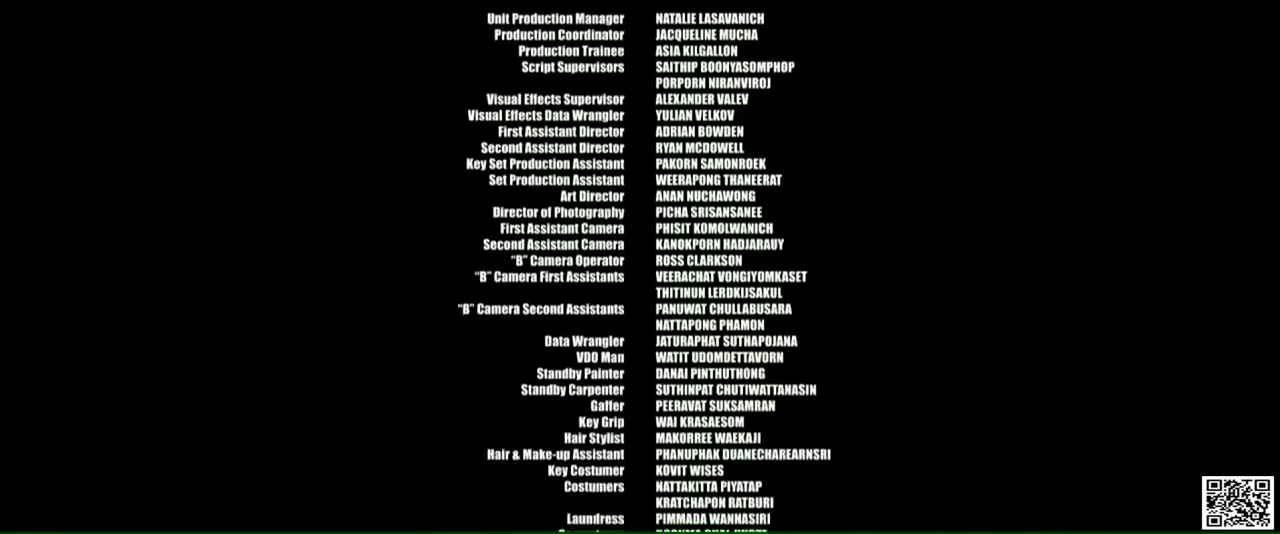 Unit Production Manager NATALIE LASAVANICH
Production Coordinator JACQUELINE MUCHA
Production Trainee ASIA KILGALLON
Script Supervisors SAITHIP BOONYASOMPHOP
PORPORN NIRANVIROJ
Visual Effects Supervisor ALEXANDER VALEV
Visual Effects Data Wrangler YULIAN VELKOV
First Assistant Director ADRIAN BOWDEN
Second Assistant Director RYAN MCDOWELL
Key Set Production Assistant PAKORN SAMONROEK
Set Production Assistant WEERAPONG THANEERAT
Art Director ANAN NUCHAWONG
Director of Photography PICHA SRISANSANEE
First Assistant Camera PHISIT KOMOLWANICH
Second Assistant Camera KANOKPORN HADJARAUY
“B” Camera Operator ROSS CLARKSON
“B” Camera First Assistants VEERACHAT VONGIYOMKASET
THITINUN LERDKIJSAKUL
“B” Camera Second Assistants PANUWAT CHULLABUSARA
NATTAPONG PHAMON
Data Wrangler JATURAPHAT SUTHAPOJANA
VDO Man WATIT UDOMDETTAVORN
Standby Painter DANAI PINTHUTHONG
Standby Carpenter SUTHINPAT CHUTIWATTANASIN
Gaffer PEERAVAT SUKSAMRAN
Key Grip WAI KRASAESOM
Hair Stylist MAKORREE WAEKAJI
Hair & Make-up Assistant PHANUPHAK DUANECHAREARNSRI
Key Costumer KOVIT WISES
Costumers NATTAKITTA PIYATAP
KRATCHAPON RATBURI
Laundress PIMMADA WANNASIRI